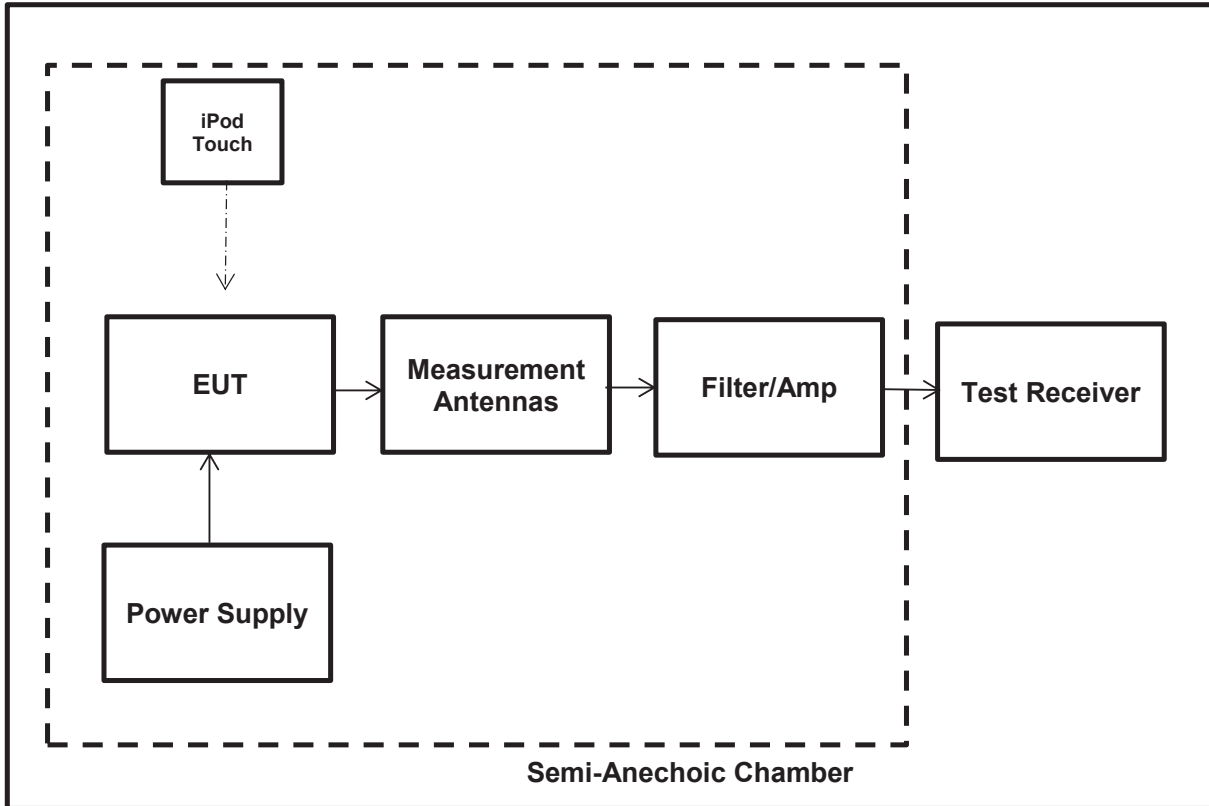 iPod
Touch
EUT
Measurement
Antennas
Filter/Amp
Test Receiver
Power Supply
Semi-Anechoic Chamber